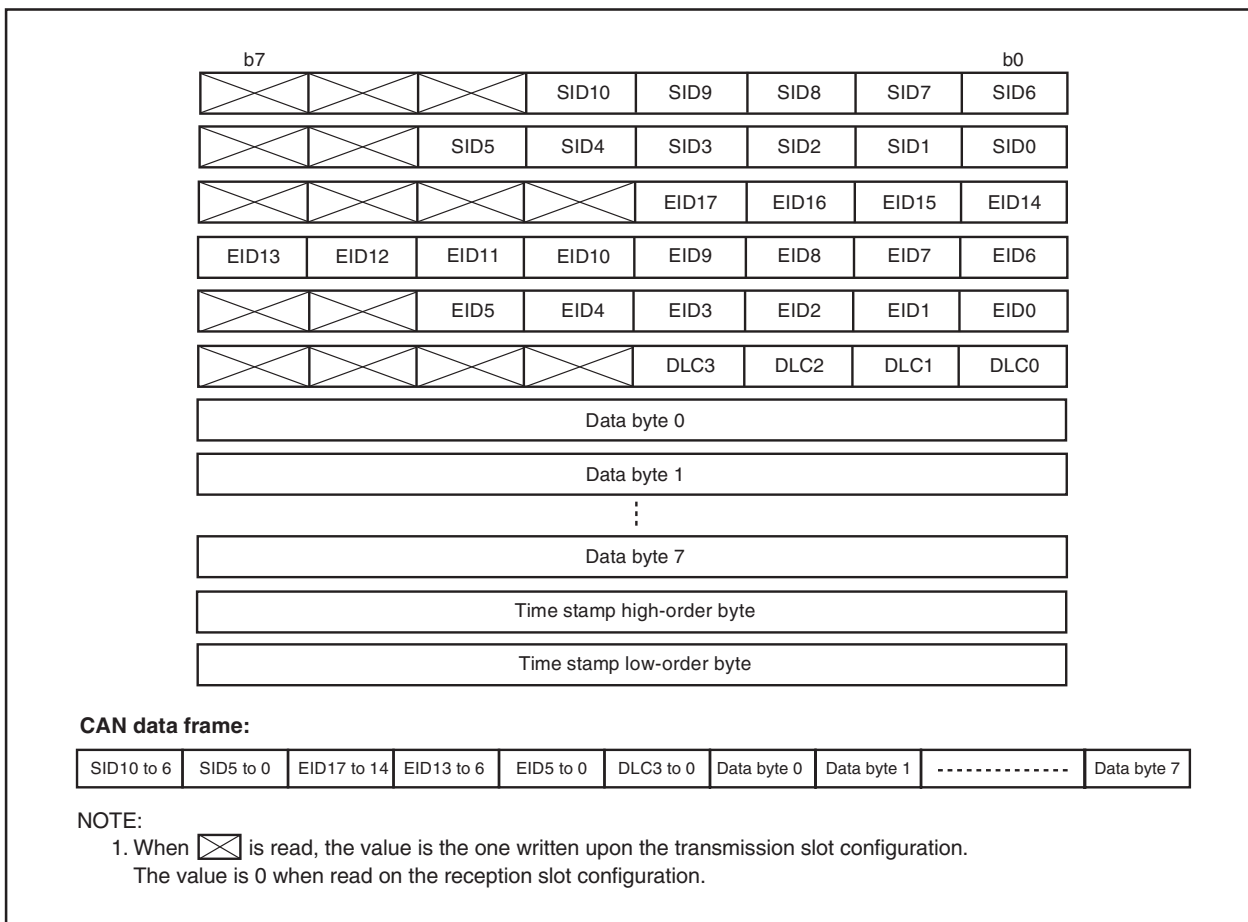 b7 b0
SID10 SID9 SID8 SID7 SID6
SID5 SID4 SID3 SID2 SID1 SID0
EID17 EID16 EID15 EID14
EID13 EID12 EID11 EID10 EID9 EID8 EID7 EID6
EID5 EID4 EID3 EID2 EID1 EID0
DLC3 DLC2 DLC1 DLC0
Data byte 0
Data byte 1
Data byte 7
Time stamp high-order byte
Time stamp low-order byte
CAN data frame:
SID10 to 6 SID5 to 0 EID17 to 14 EID13 to 6 EID5 to 0 DLC3 to 0 Data byte 0 Data byte 1 Data byte 7
NOTE:
1. When is read, the value is the one written upon the transmission slot configuration.
The value is 0 when read on the reception slot configuration.